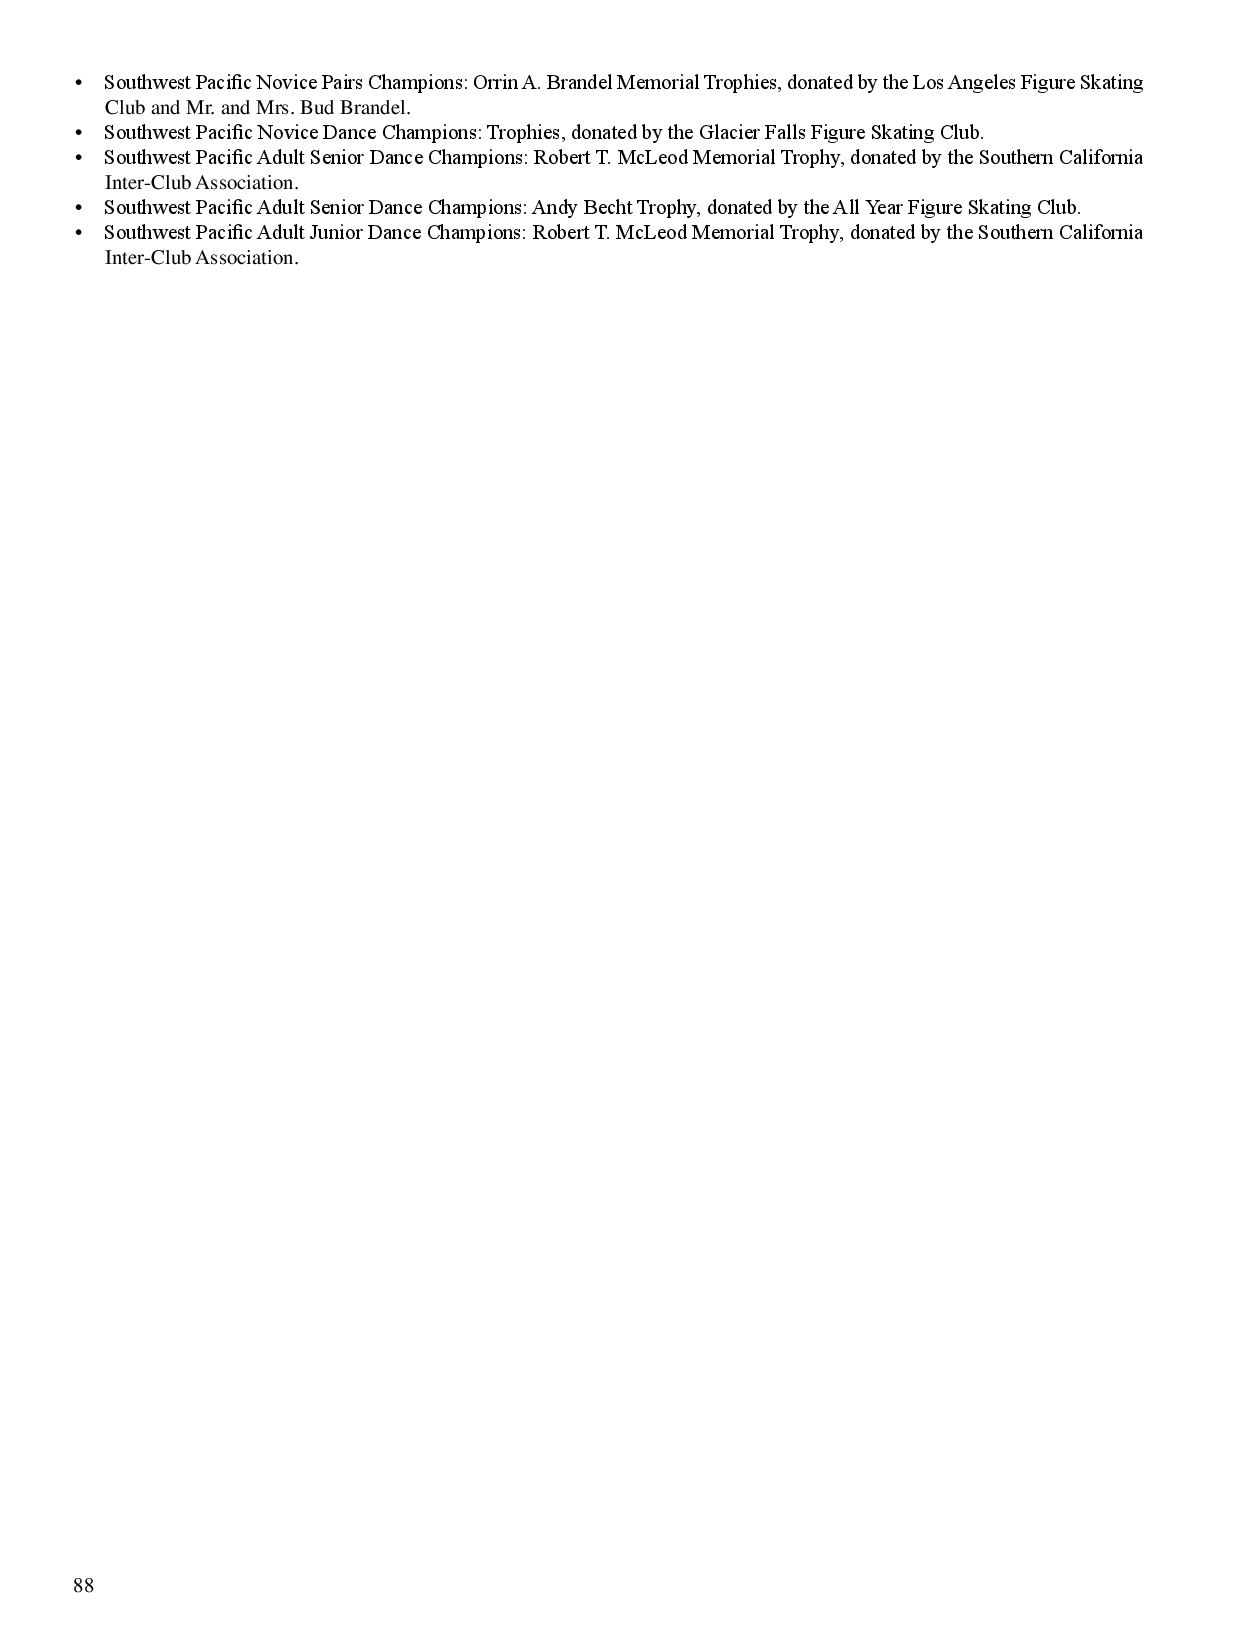 • Southwest Pacific Novice Pairs Champions: Orrin A. Brandel Memorial Trophies, donated by the Los Angeles Figure Skating
Club and Mr. and Mrs. Bud Brandel.
• Southwest Pacific Novice Dance Champions: Trophies, donated by the Glacier Falls Figure Skating Club.
• Southwest Pacific Adult Senior Dance Champions: Robert T. McLeod Memorial Trophy, donated by the Southern California
Inter-Club Association.
• Southwest Pacific Adult Senior Dance Champions: Andy Becht Trophy, donated by the All Year Figure Skating Club.
• Southwest Pacific Adult Junior Dance Champions: Robert T. McLeod Memorial Trophy, donated by the Southern California
Inter-Club Association.
88